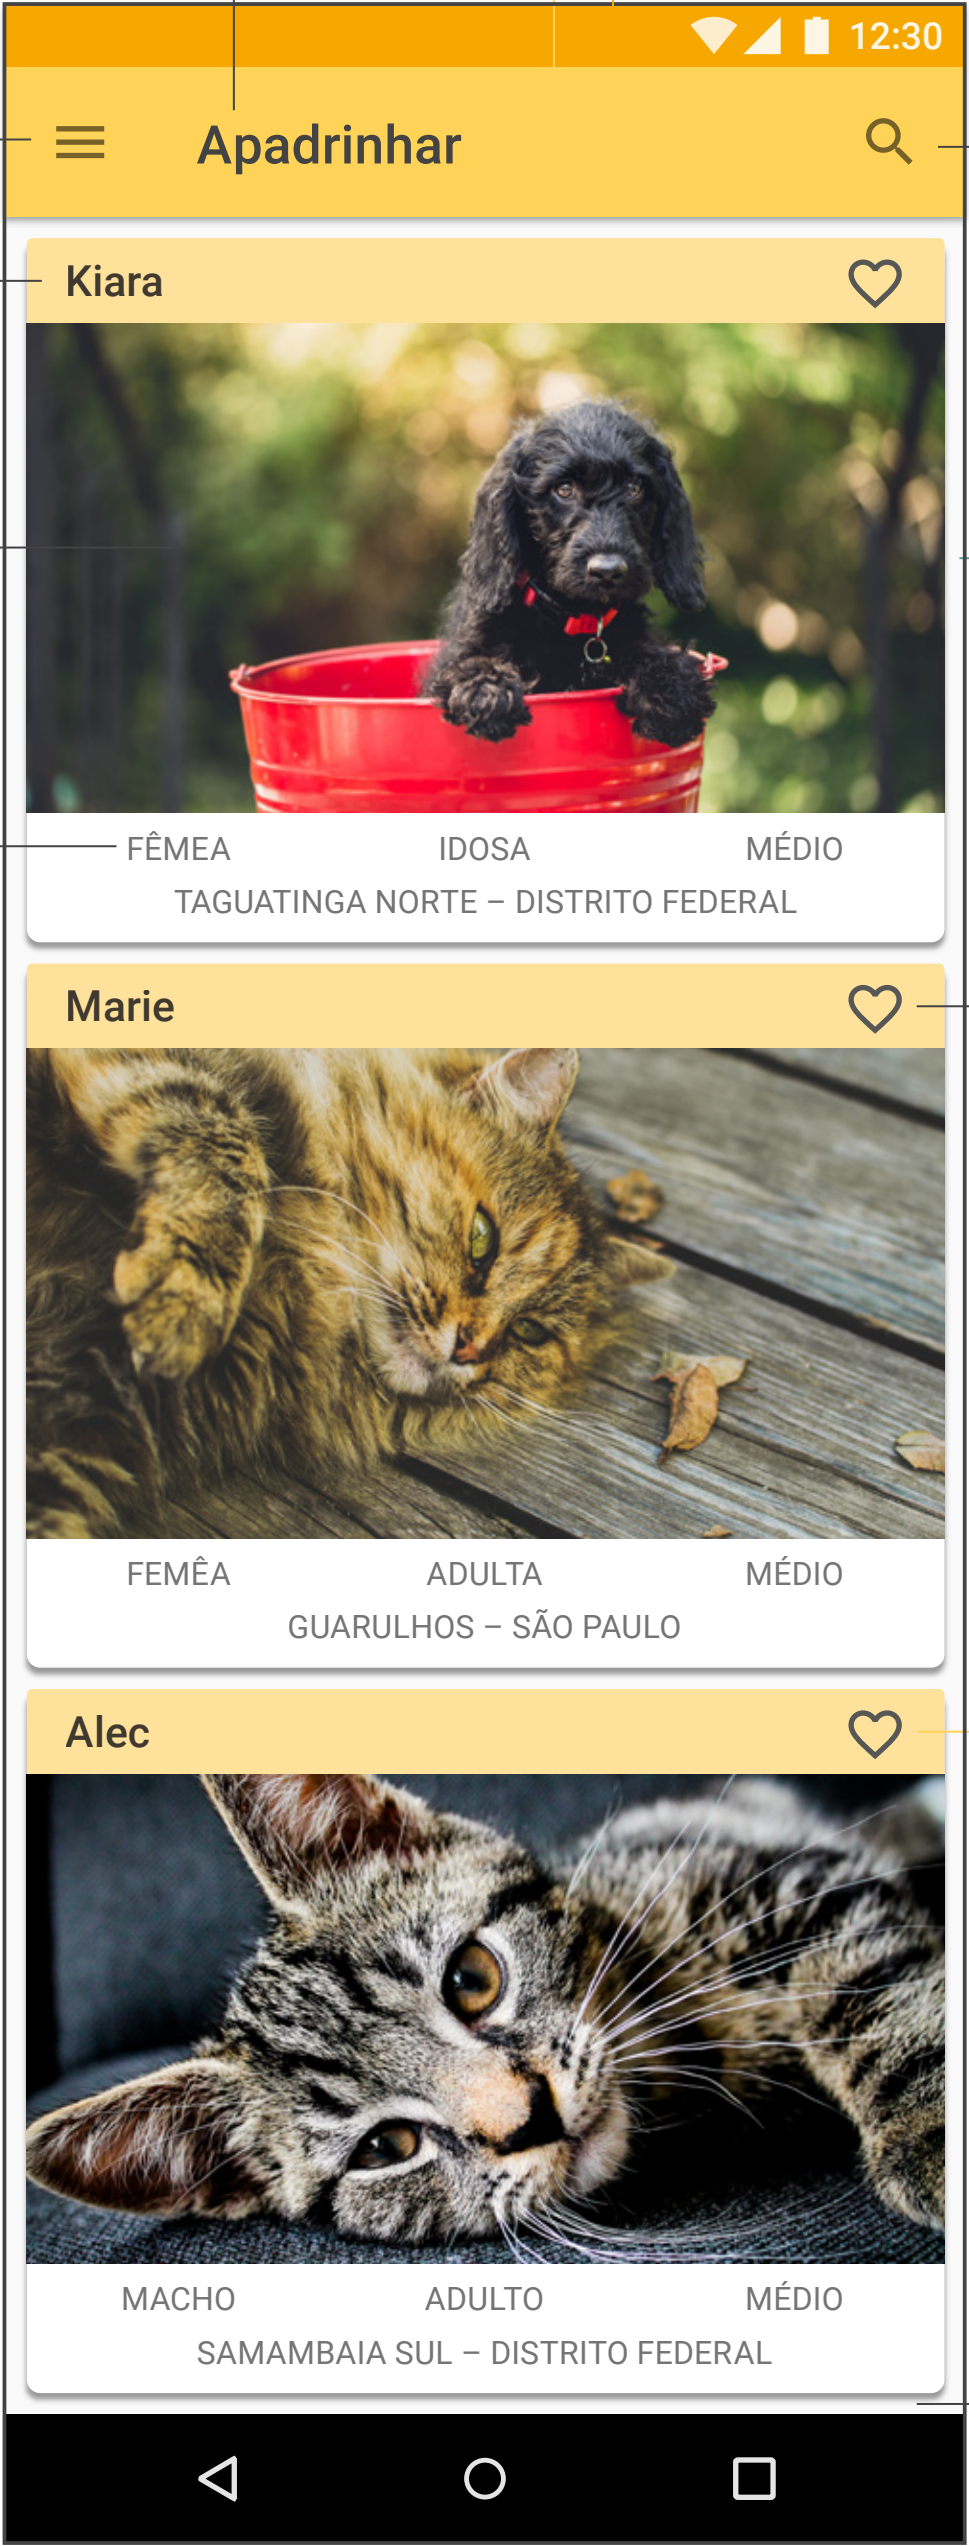 12:30
Apadrinhar
Kiara
FÊMEA IDOSA MÉDIO
TAGUATINGA NORTE – DISTRITO FEDERAL
Marie
FEMÊA ADULTA MÉDIO
GUARULHOS – SÃO PAULO
Alec
MACHO ADULTO MÉDIO
SAMAMBAIA SUL – DISTRITO FEDERAL